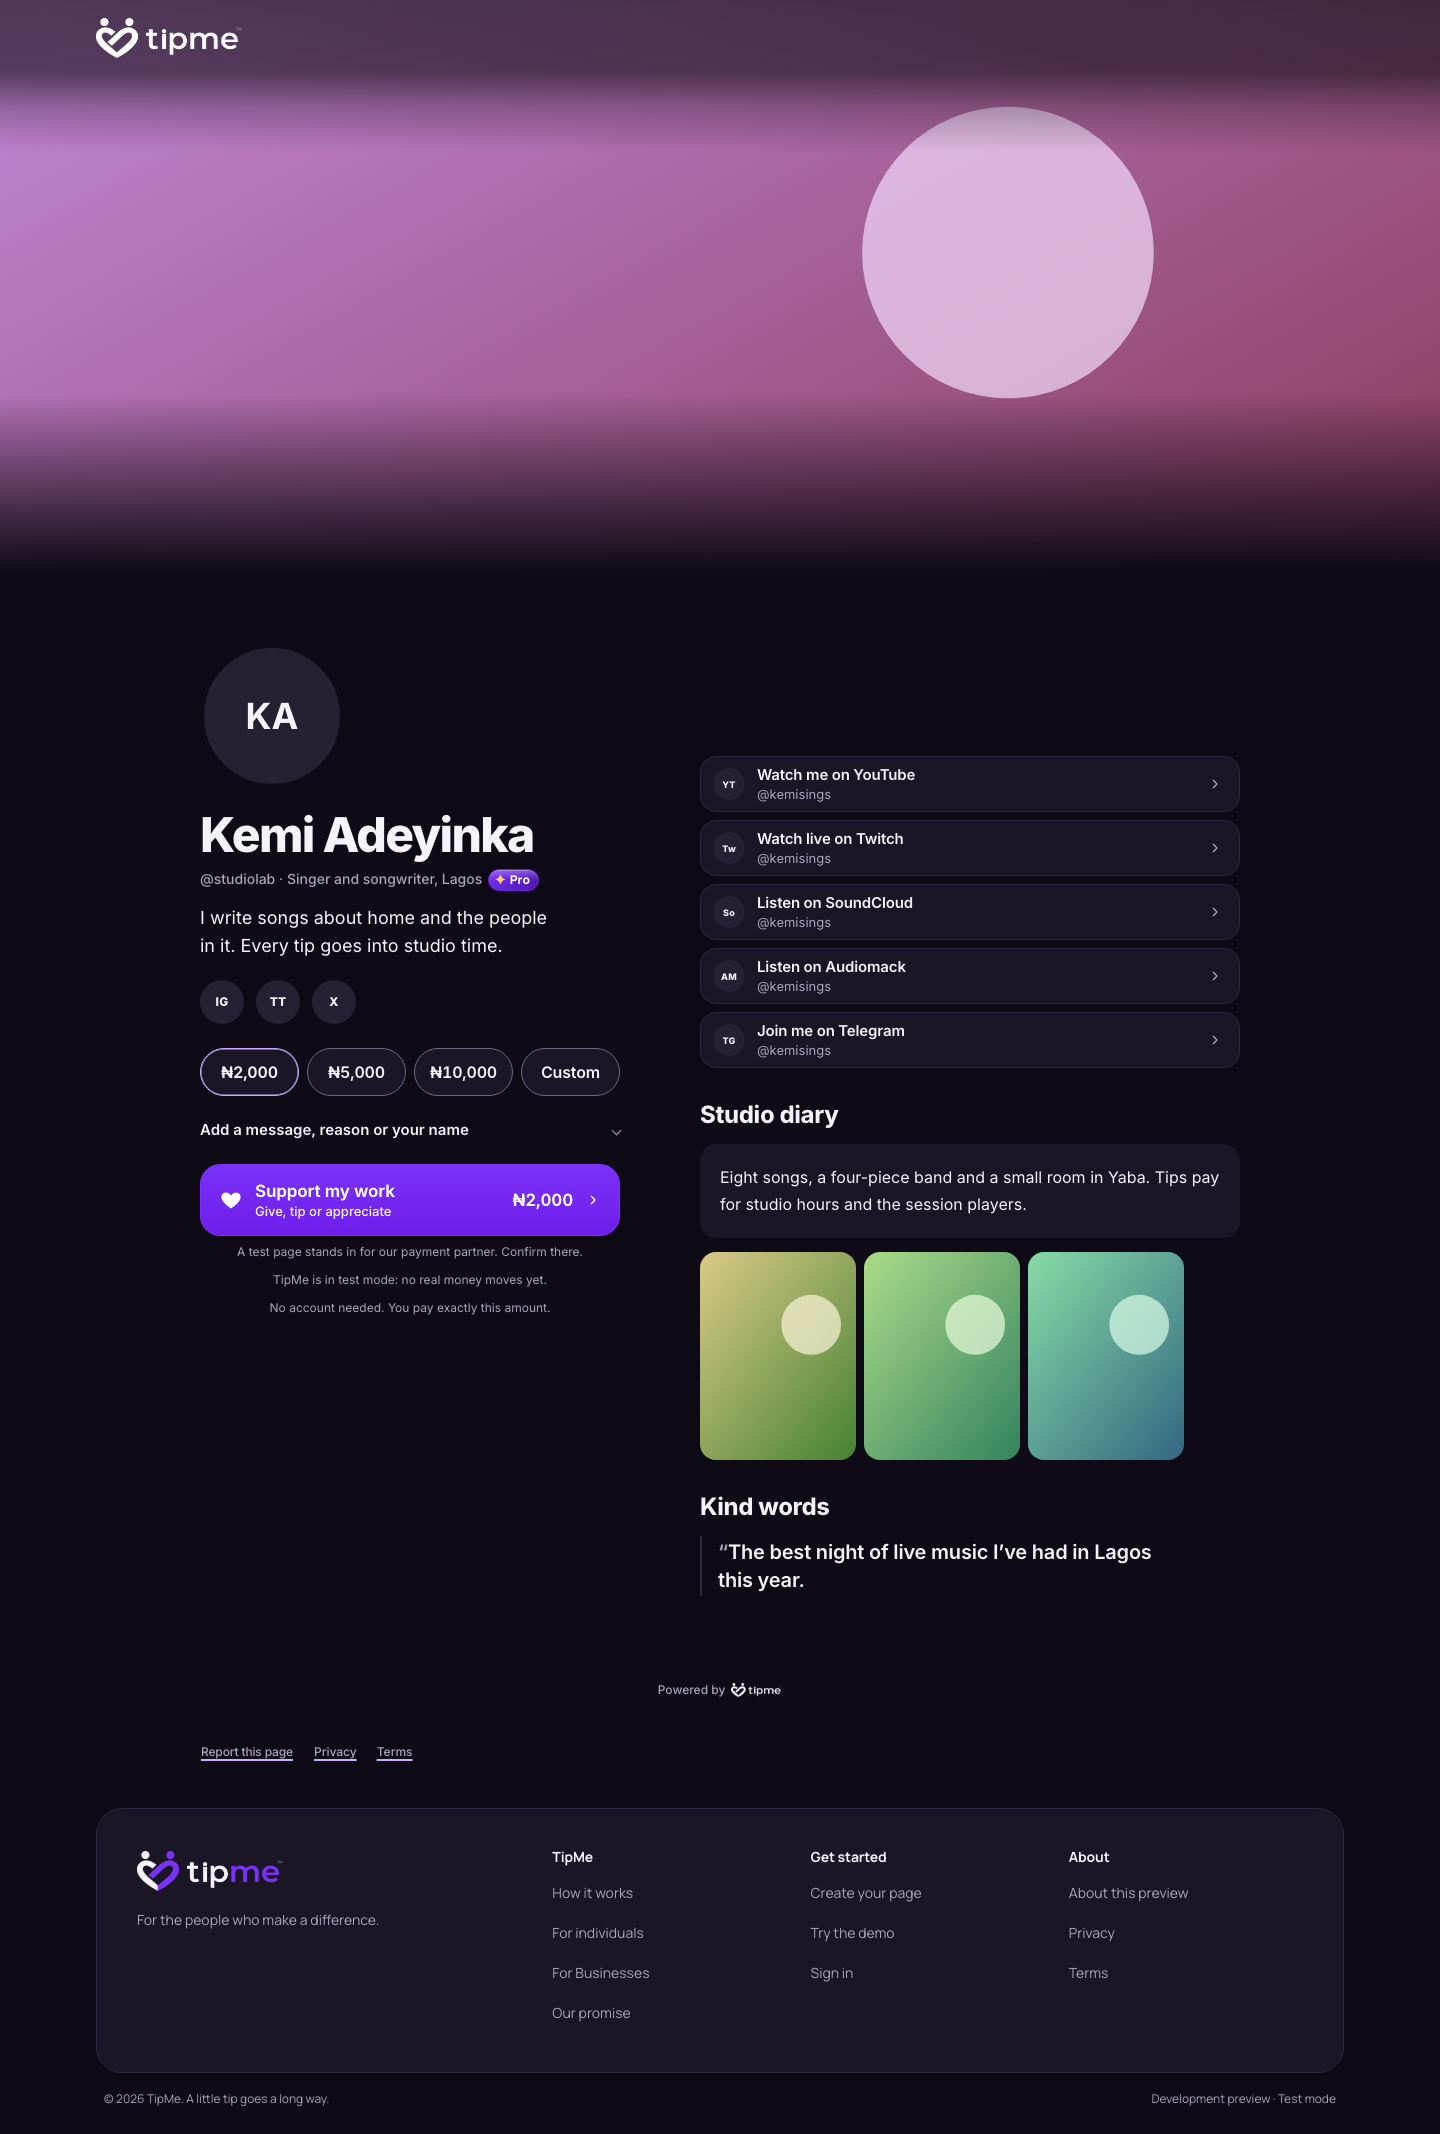 tipme
KA
Kemi Adeyinka
@studiolab · Singer and songwriter, Lagos ✦ Pro
I write songs about home and the people
in it. Every tip goes into studio time.
IG TT X
₦2,000 ₦5,000 ₦10,000 Custom
Add a message, reason or your name
Support my work
Give, tip or appreciate
₦2,000
A test page stands in for our payment partner. Confirm there.
TipMe is in test mode: no real money moves yet.
No account needed. You pay exactly this amount.
YT
Watch me on YouTube
@kemisings
Tw
Watch live on Twitch
@kemisings
So
Listen on SoundCloud
@kemisings
AM
Listen on Audiomack
@kemisings
TG
Join me on Telegram
@kemisings
Studio diary
Eight songs, a four-piece band and a small room in Yaba. Tips pay
for studio hours and the session players.
Kind words
“The best night of live music I’ve had in Lagos
this year.
Powered by tipme
Report this page Privacy Terms
tipme™
For the people who make a difference.
TipMe
How it works
For individuals
For Businesses
Our promise
Get started
Create your page
Try the demo
Sign in
About
About this preview
Privacy
Terms
© 2026 TipMe. A little tip goes a long way.
Development preview · Test mode